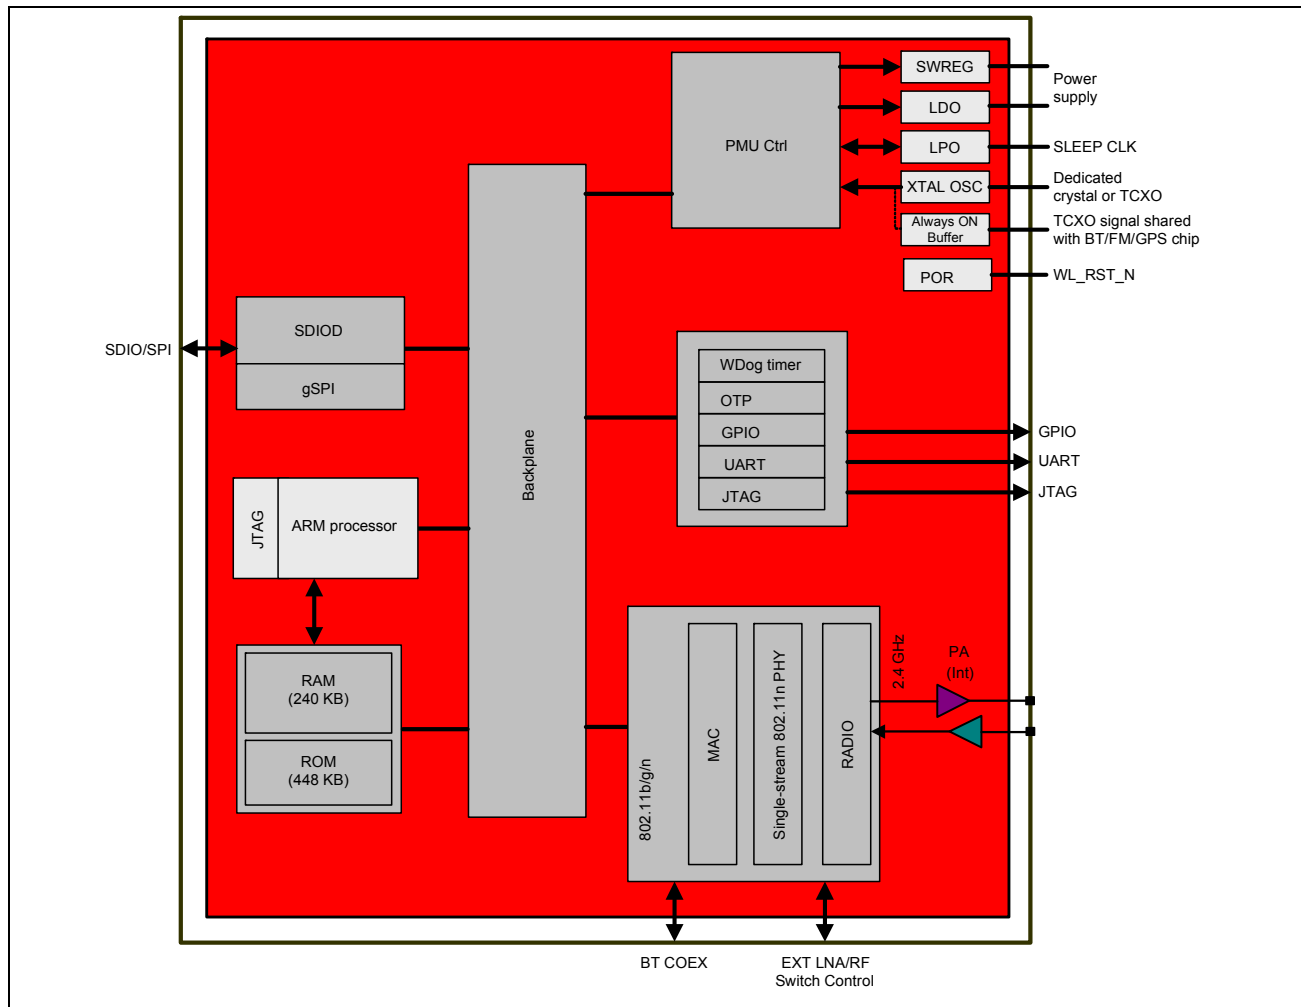 SWREG
Power
supply
LDO
PMU Ctrl
LPO
SLEEP CLK
XTAL OSC
Dedicated
crystal or TCXO
Always ON
Buffer
TCXO signal shared
with BT/FM/GPS chip
POR
WL_RST_N
SDIO/SPI
SDIOD
gSPI
Backplane
WDog timer
OTP
GPIO
UART
JTAG
GPIO
UART
JTAG
JTAG
ARM processor
RAM
(240 KB)
ROM
(448 KB)
802.11b/g/n
MAC
Single-stream 802.11n PHY
RADIO
2.4 GHz
PA
(Int)
BT COEX
EXT LNA/RF
Switch Control